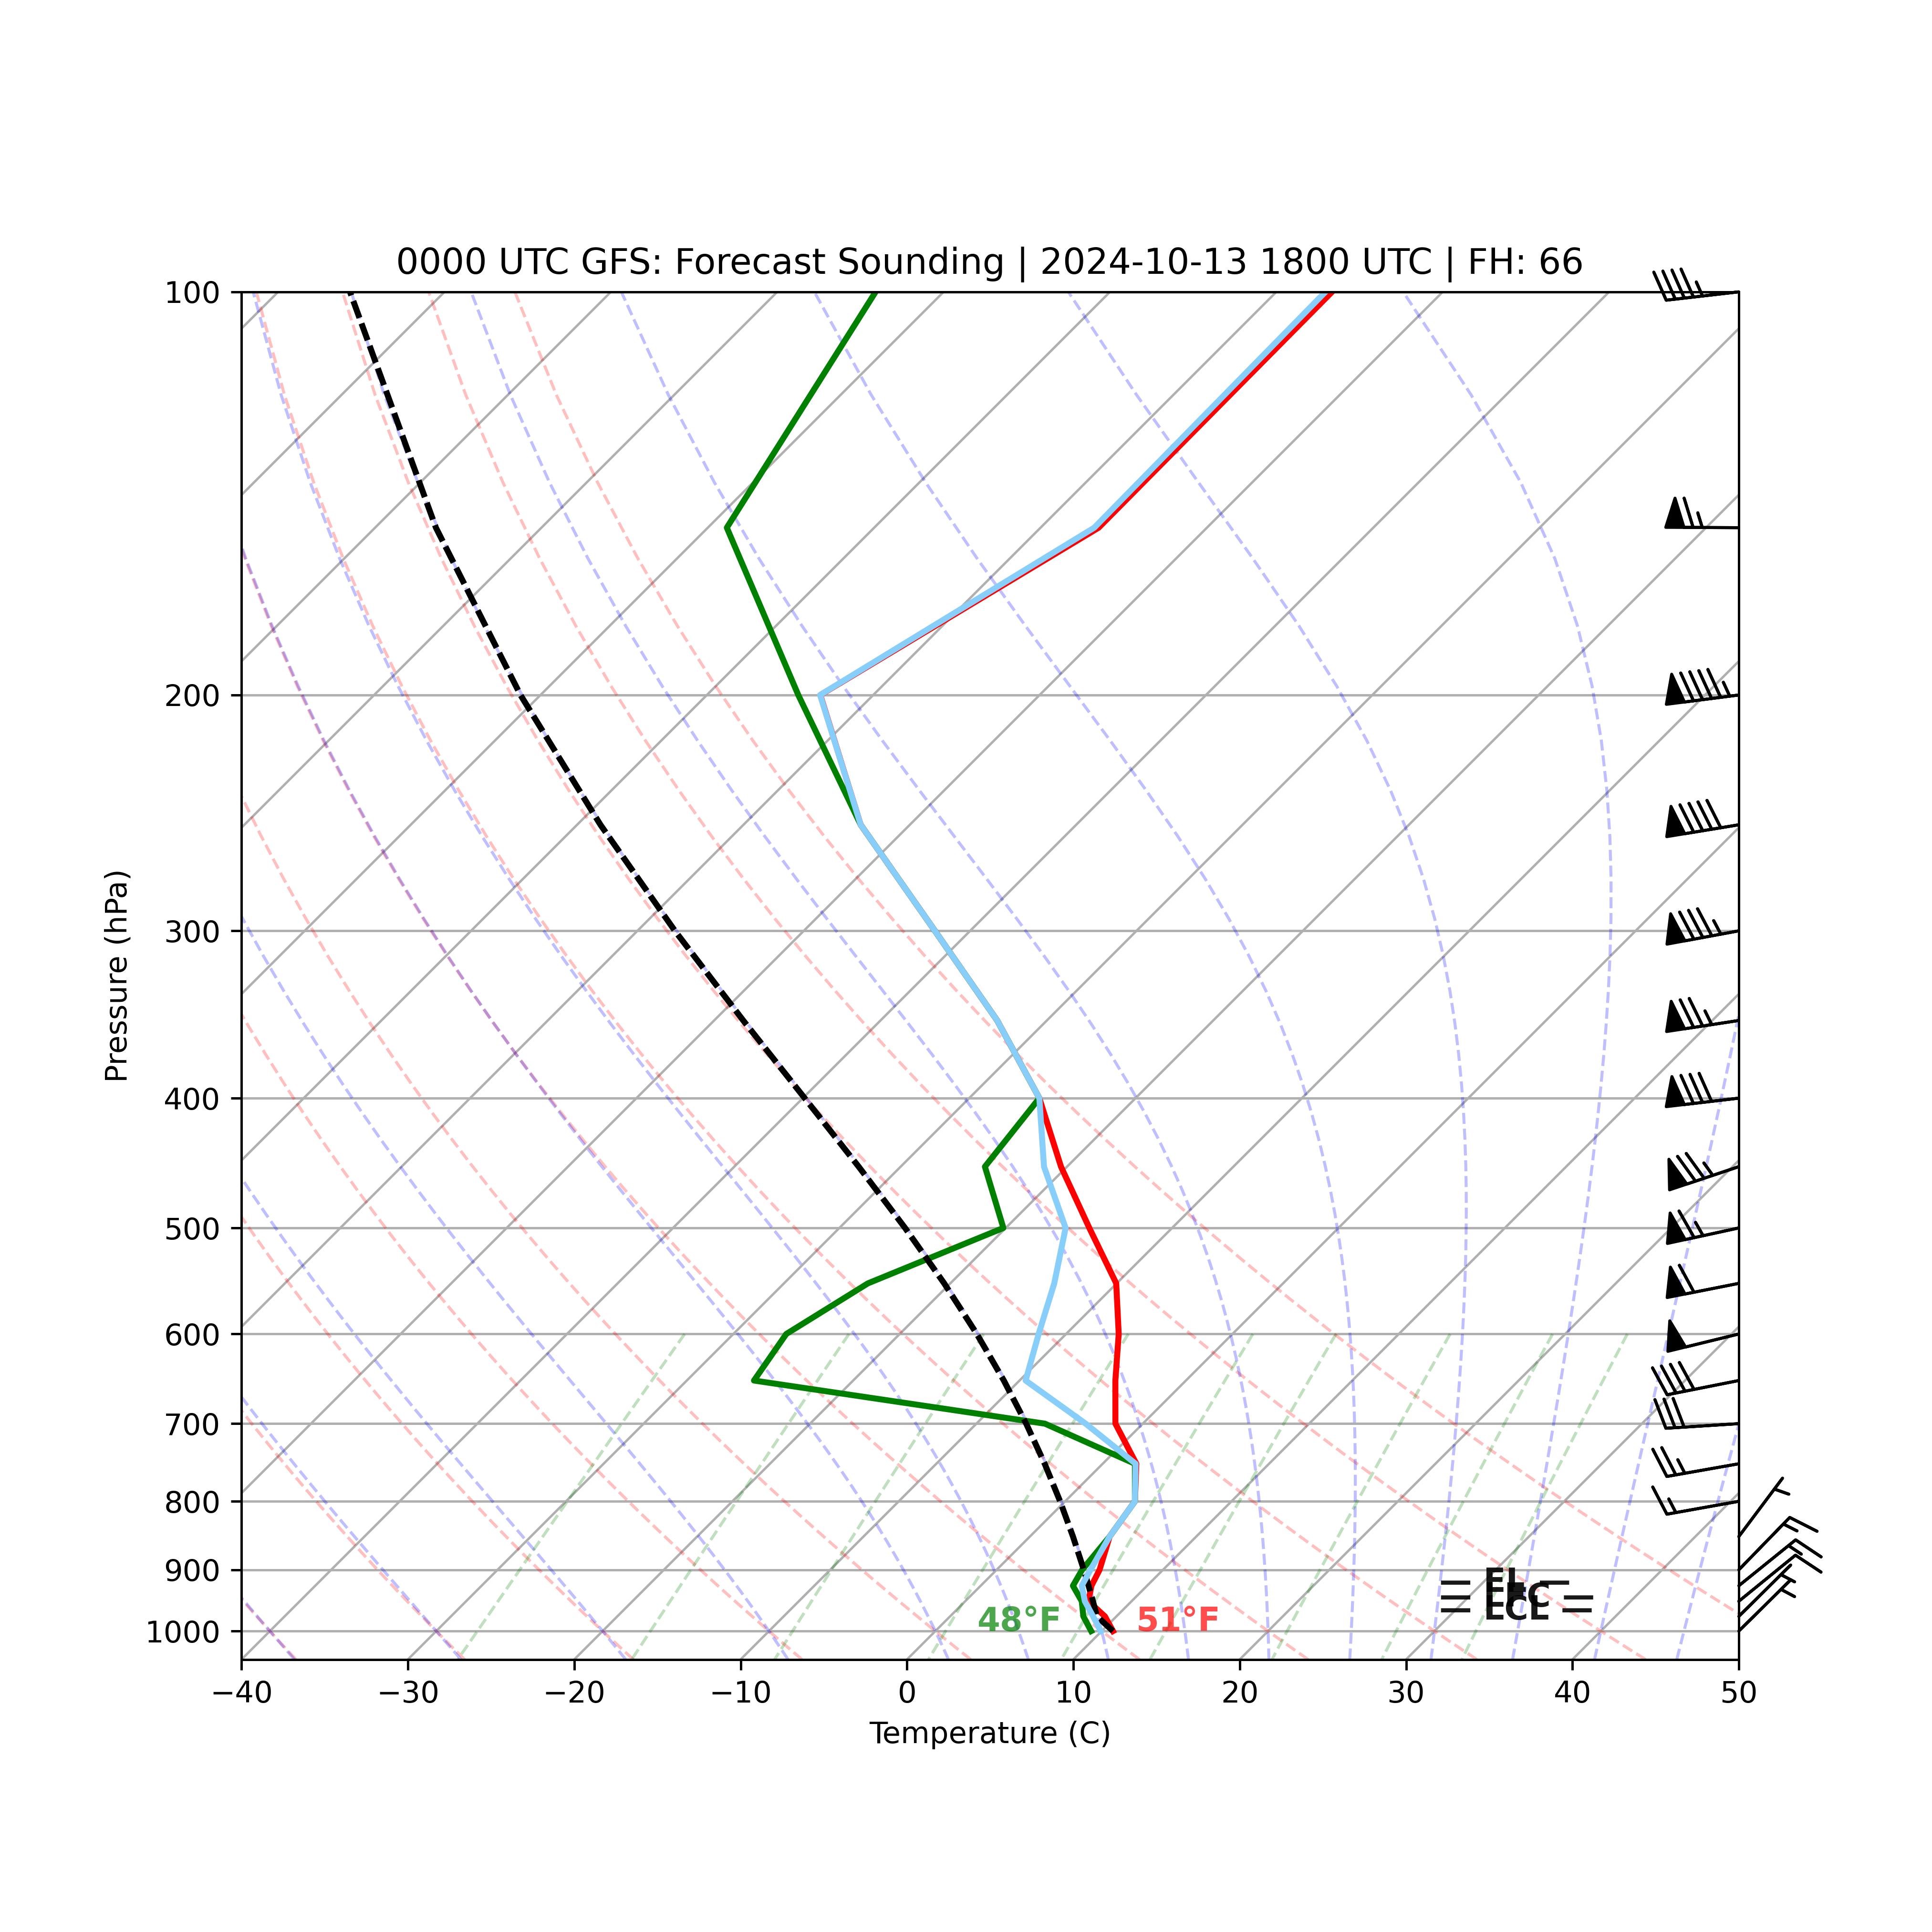 0000 UTC GFS: Forecast Sounding | 2024-10-13 1800 UTC | FH: 66
100
200
300
400
500
600
700
800
900
1000
Pressure (hPa)
EL
LFC
LCL
48°F
51°F
−40 −30 −20 −10 0 10 20 30 40 50
Temperature (C)